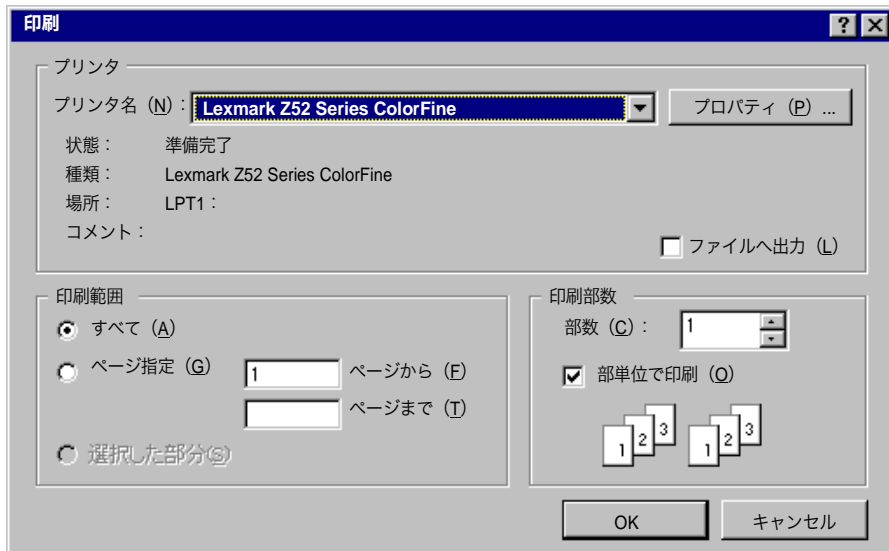 印刷
プリンタ
プリンタ名(N): Lexmark Z52 Series ColorFine プロパティ(P)...
状態: 準備完了
種類: Lexmark Z52 Series ColorFine
場所: LPT1:
コメント:
ファイルへ出力(L)
印刷範囲
すべて(A)
ページ指定(G) 1 ページから(F)
ページまで(T)
選択した部分(S)
印刷部数
部数(C): 1
部単位で印刷(O)
1 2 3 1 2 3
OK キャンセル